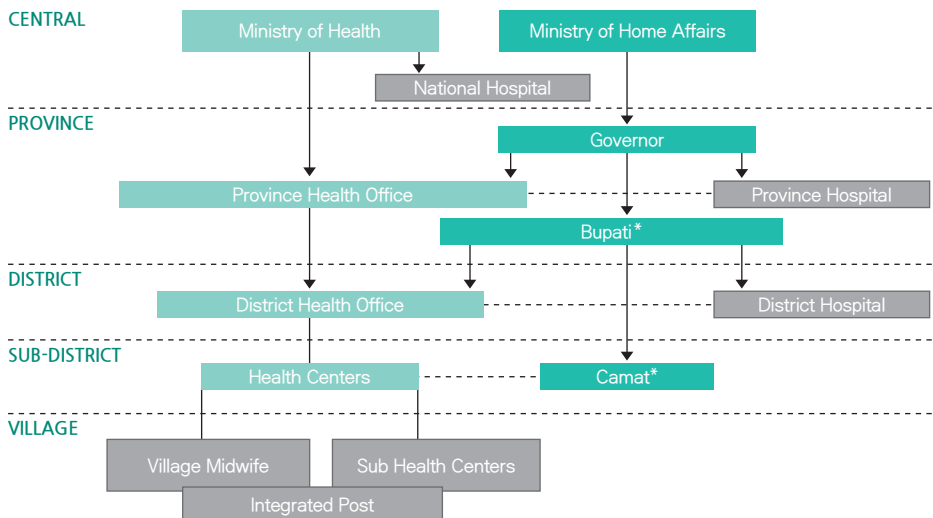 CENTRAL
Ministry of Health
Ministry of Home Affairs
National Hospital
PROVINCE
Governor
Province Health Office
Province Hospital
Bupati*
DISTRICT
District Health Office
District Hospital
SUB-DISTRICT
Health Centers
Camat*
VILLAGE
Village Midwife
Sub Health Centers
Integrated Post